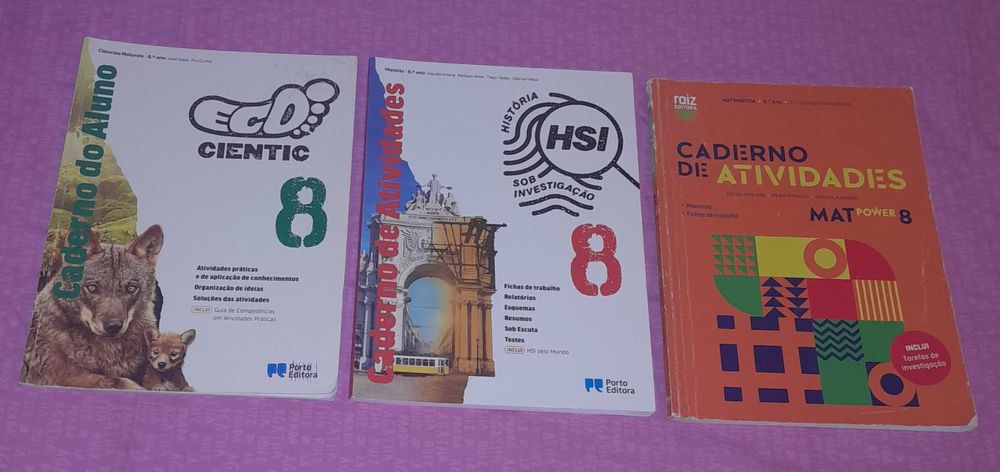 Ciências Naturais | 8.º ano
Caderno do Aluno
ECO
CIENTIC
8
Atividades práticas
e de aplicação de conhecimentos
Organização de ideias
Soluções das atividades
INCLUI Guia de Competências
em Atividades Práticas
Porto
Editora
História | 8.º ano
Caderno de Atividades
HISTÓRIA
HSI
SOB
INVESTIGAÇÃO
8
Fichas de trabalho
Relatórios
Esquemas
Resumos
Sob Escuta
Testes
INCLUI HSI pelo Mundo
Porto
Editora
raiz
EDITORA
MATEMÁTICA
CADERNO
DE ATIVIDADES
• Resumos
• Fichas de trabalho
MAT POWER 8
INCLUI
Tarefas de
investigação